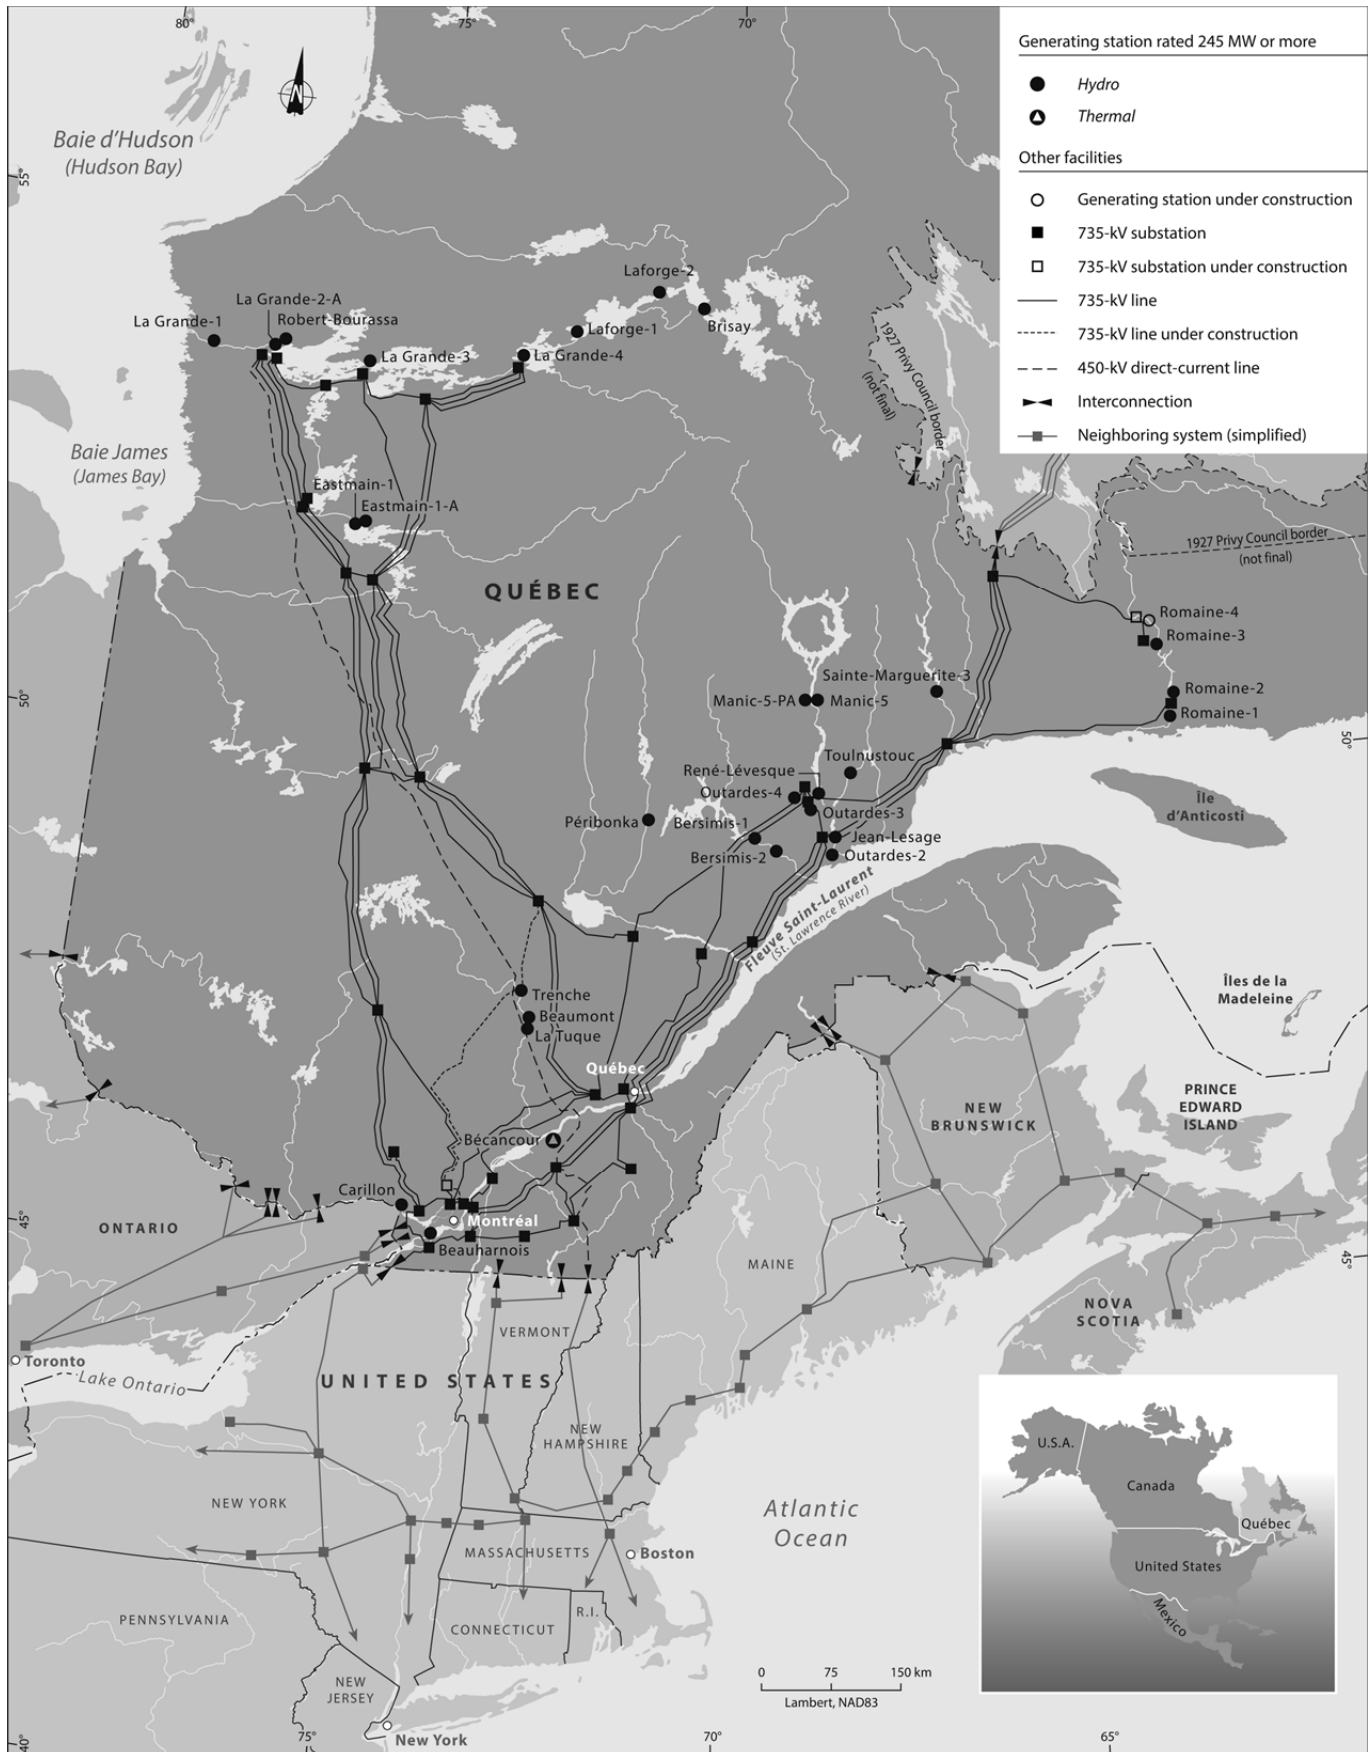 80°
75°
70°
Generating station rated 245 MW or more
Hydro
Thermal
Other facilities
Generating station under construction
735-kV substation
735-kV substation under construction
735-kV line
735-kV line under construction
450-kV direct-current line
Interconnection
Neighboring system (simplified)
N
Baie d'Hudson
(Hudson Bay)
55°
Laforge-2
La Grande-2-A
Robert-Bourassa
La Grande-1
Laforge-1
Brisay
La Grande-3
La Grande-4
1927 Privy Council border
(not final)
Baie James
(James Bay)
Eastmain-1
Eastmain-1-A
1927 Privy Council border
(not final)
QUÉBEC
Romaine-4
Romaine-3
Sainte-Marguerite-3
Romaine-2
50°
Manic-5-PA
Manic-5
Romaine-1
50°
Toulnustouc
René-Lévesque
Outardes-4
Île
d'Anticosti
Péribonka
Bersimis-1
Outardes-3
Jean-Lesage
Bersimis-2
Outardes-2
Fleuve Saint-Laurent
(St. Lawrence River)
Îles de la
Madeleine
Trenche
Beaumont
La Tuque
Québec
PRINCE
EDWARD
ISLAND
NEW
BRUNSWICK
Bécancour
Carillon
45°
ONTARIO
Montréal
Beauharnois
MAINE
45°
NOVA
SCOTIA
VERMONT
Toronto
Lake Ontario
UNITED STATES
NEW
HAMPSHIRE
U.S.A.
Canada
Québec
United States
Mexico
NEW YORK
Atlantic
Ocean
MASSACHUSETTS
Boston
PENNSYLVANIA
CONNECTICUT
R.I.
NEW
JERSEY
0 75 150 km
Lambert, NAD83
New York
40°
75°
70°
65°